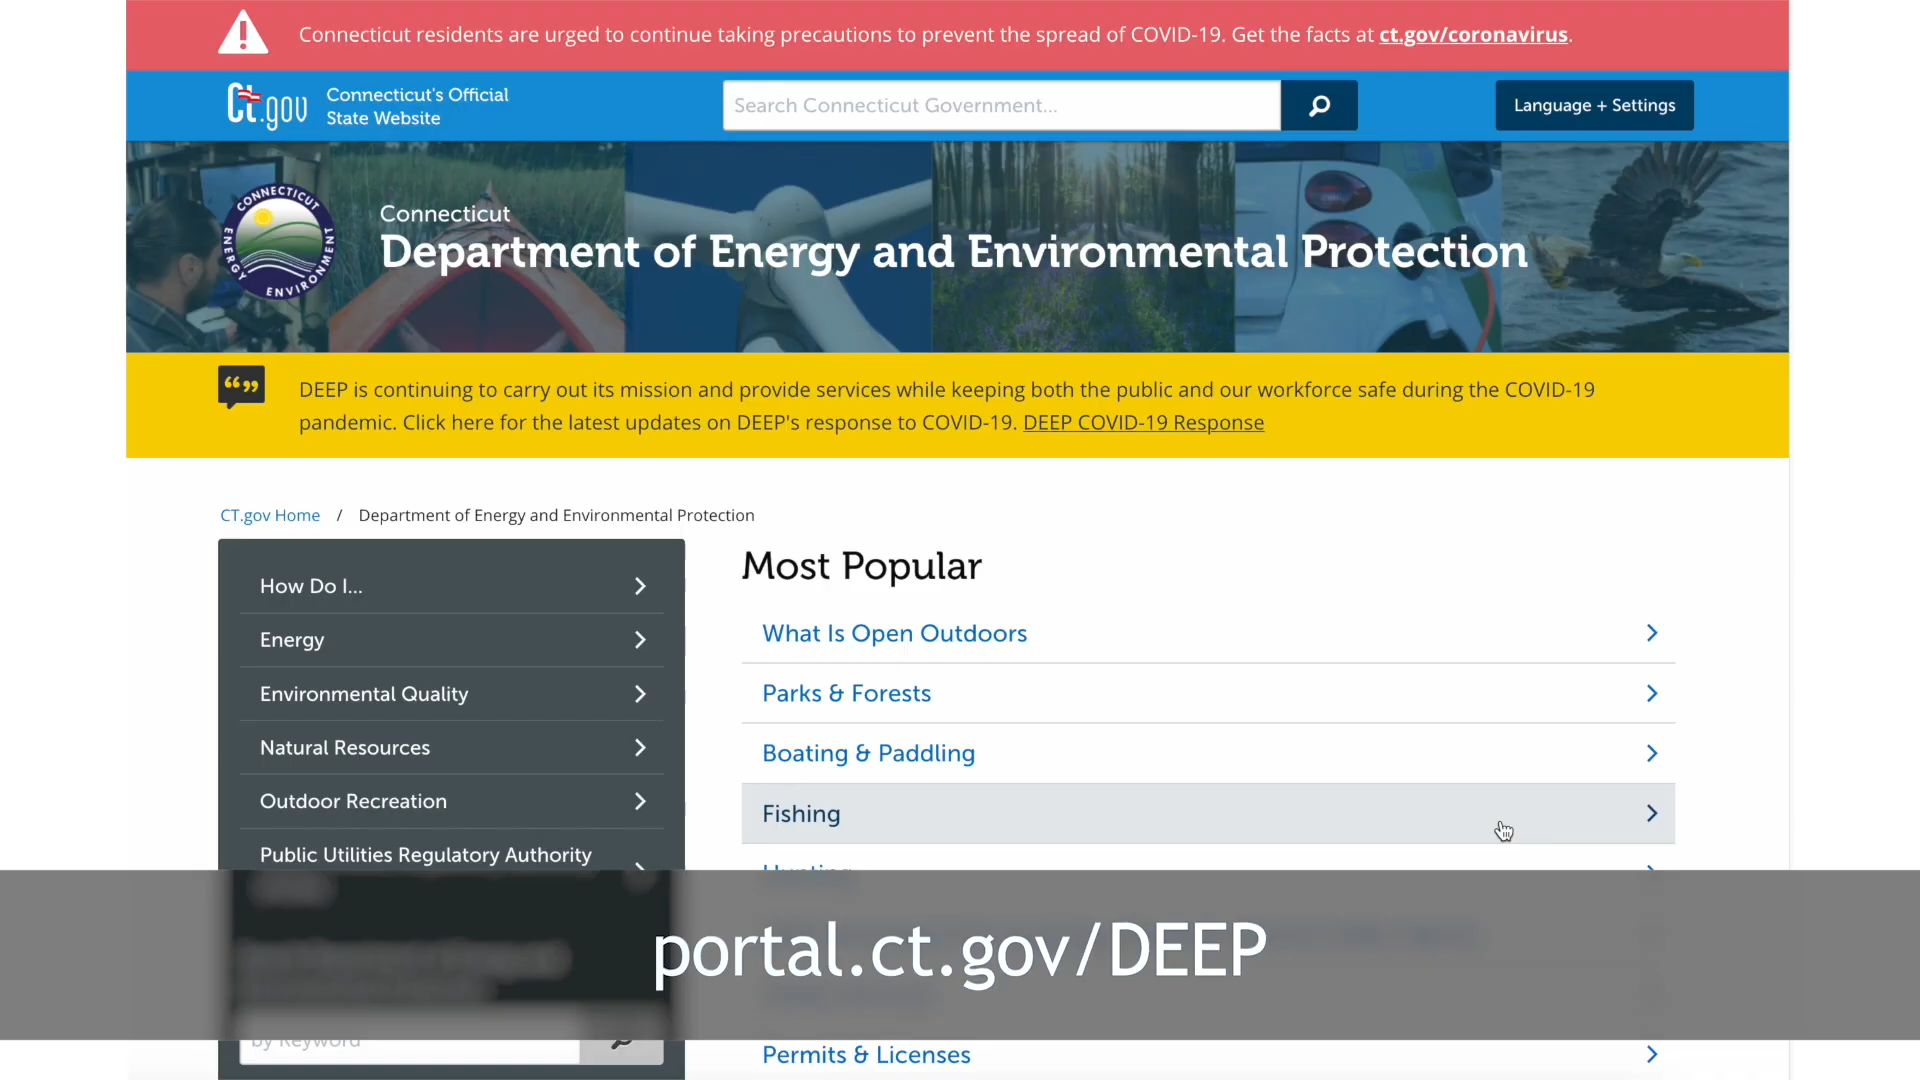 Connecticut residents are urged to continue taking precautions to prevent the spread of COVID-19. Get the facts at ct.gov/coronavirus.
Ct.gov
Connecticut's Official
State Website
Search Connecticut Government...
Language + Settings
CONNECTICUT
ENERGY
ENVIRONMENT
Connecticut
Department of Energy and Environmental Protection
DEEP is continuing to carry out its mission and provide services while keeping both the public and our workforce safe during the COVID-19
pandemic. Click here for the latest updates on DEEP's response to COVID-19. DEEP COVID-19 Response
CT.gov Home / Department of Energy and Environmental Protection
How Do I...
Energy
Environmental Quality
Natural Resources
Outdoor Recreation
Public Utilities Regulatory Authority
by Keyword
Most Popular
What Is Open Outdoors
Parks & Forests
Boating & Paddling
Fishing
Hunting
Permits & Licenses
portal.ct.gov/DEEP